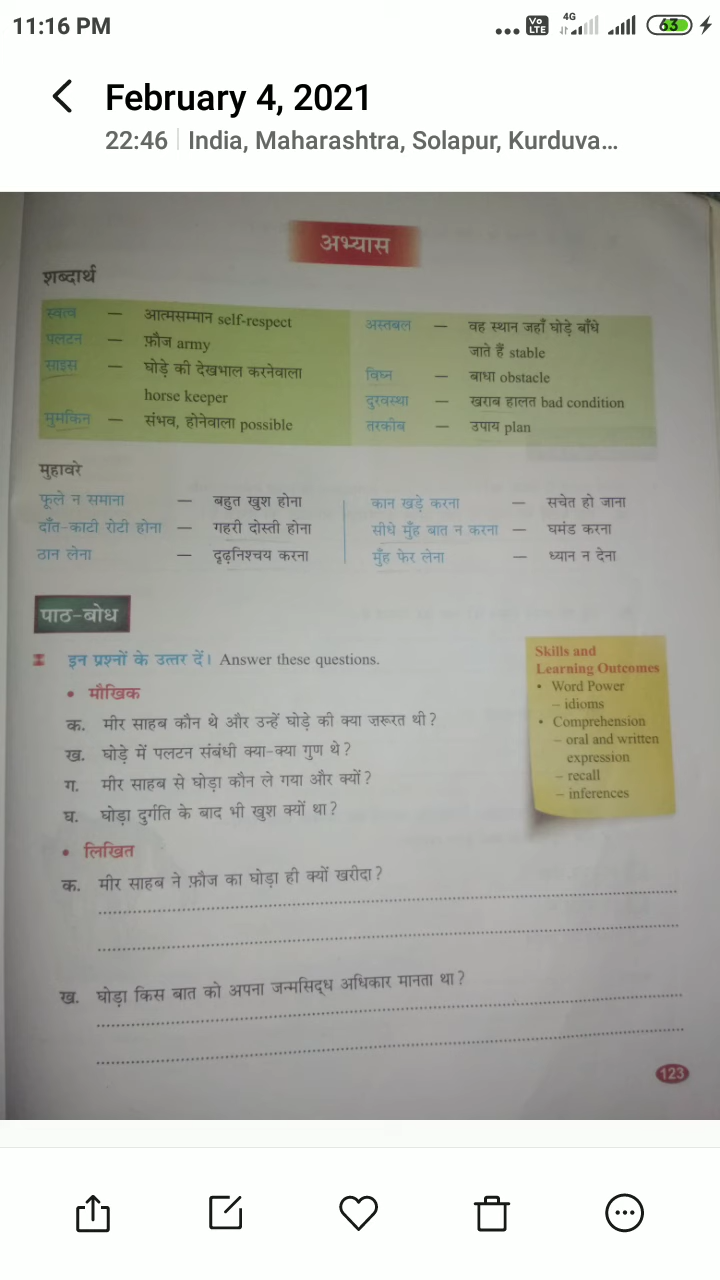 11:16 PM
Vo LTE 4G 63
February 4, 2021
22:46 | India, Maharashtra, Solapur, Kurduva...
अभ्यास
शब्दार्थ
स्वत्व — आत्मसम्मान self-respect
पलटन — फ़ौज army
साइस — घोड़े की देखभाल करनेवाला
horse keeper
मुमकिन — संभव, होनेवाला possible
अस्तबल — वह स्थान जहाँ घोड़े बाँधे
जाते हैं stable
विघ्न — बाधा obstacle
दुरवस्था — खराब हालत bad condition
तरकीब — उपाय plan
मुहावरे
फूले न समाना — बहुत खुश होना
दाँत-काटी रोटी होना — गहरी दोस्ती होना
ठान लेना — दृढ़निश्चय करना
कान खड़े करना — सचेत हो जाना
सीधे मुँह बात न करना — घमंड करना
मुँह फेर लेना — ध्यान न देना
पाठ-बोध
इन प्रश्नों के उत्तर दें। Answer these questions.
• मौखिक
क. मीर साहब कौन थे और उन्हें घोड़े की क्या ज़रूरत थी?
ख. घोड़े में पलटन संबंधी क्या-क्या गुण थे?
ग. मीर साहब से घोड़ा कौन ले गया और क्यों?
घ. घोड़ा दुर्गति के बाद भी खुश क्यों था?
Skills and
Learning Outcomes
• Word Power
– idioms
• Comprehension
– oral and written
expression
– recall
– inferences
• लिखित
क. मीर साहब ने फ़ौज का घोड़ा ही क्यों खरीदा?
ख. घोड़ा किस बात को अपना जन्मसिद्ध अधिकार मानता था?
123